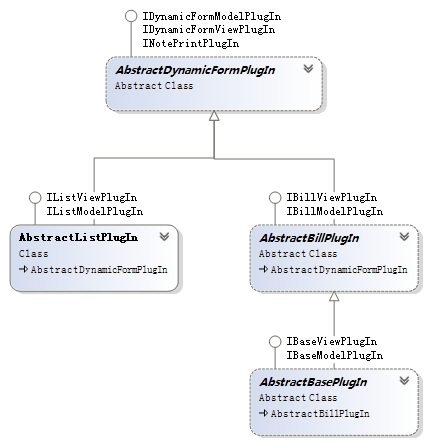 IDynamicFormModelPlugIn
IDynamicFormViewPlugIn
INotePrintPlugIn
AbstractDynamicFormPlugIn
Abstract Class
IListViewPlugIn
IListModelPlugIn
AbstractListPlugIn
Class
AbstractDynamicFormPlugIn
IBillViewPlugIn
IBillModelPlugIn
AbstractBillPlugIn
Abstract Class
AbstractDynamicFormPlugIn
IBaseViewPlugIn
IBaseModelPlugIn
AbstractBasePlugIn
Abstract Class
AbstractBillPlugIn